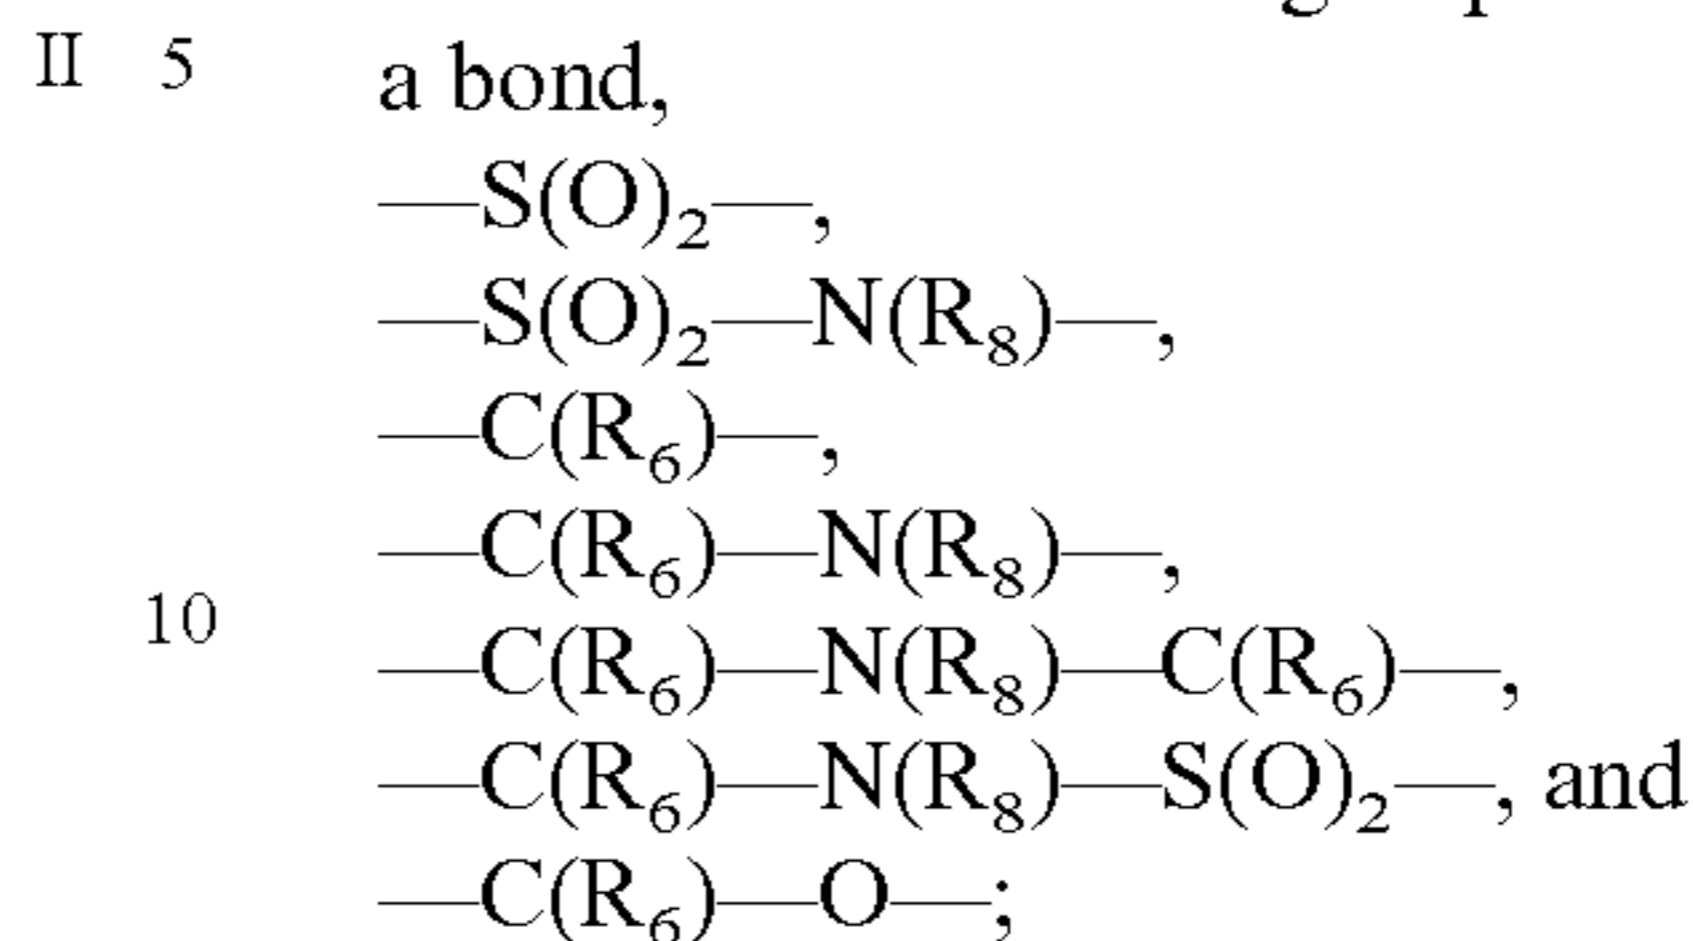 II 5 a bond,
—S(O)₂—,
—S(O)₂—N(R₈)—,
—C(R₆)—,
—C(R₆)—N(R₈)—,
10
—C(R₆)—N(R₈)—C(R₆)—,
—C(R₆)—N(R₈)—S(O)₂—, and
—C(R₆)—O—;